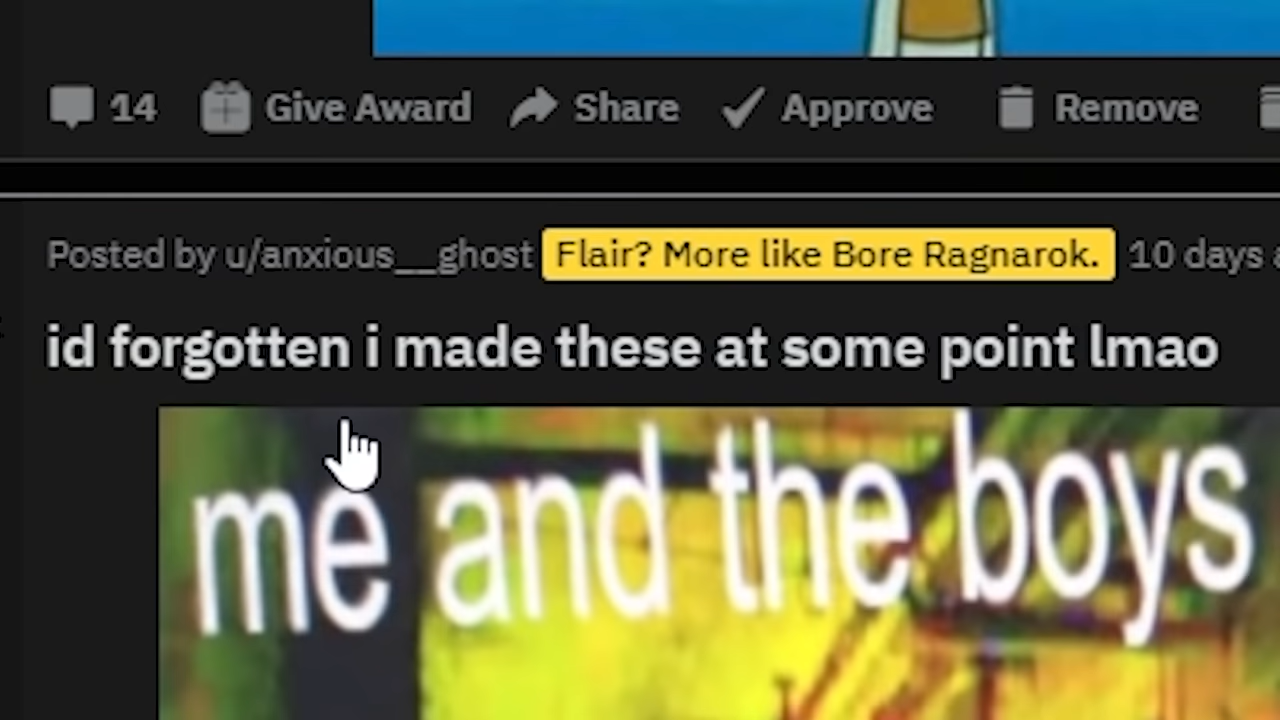 14 Give Award Share Approve Remove
Posted by u/anxious__ghost Flair? More like Bore Ragnarok. 10 days
id forgotten i made these at some point lmao
me and the boys